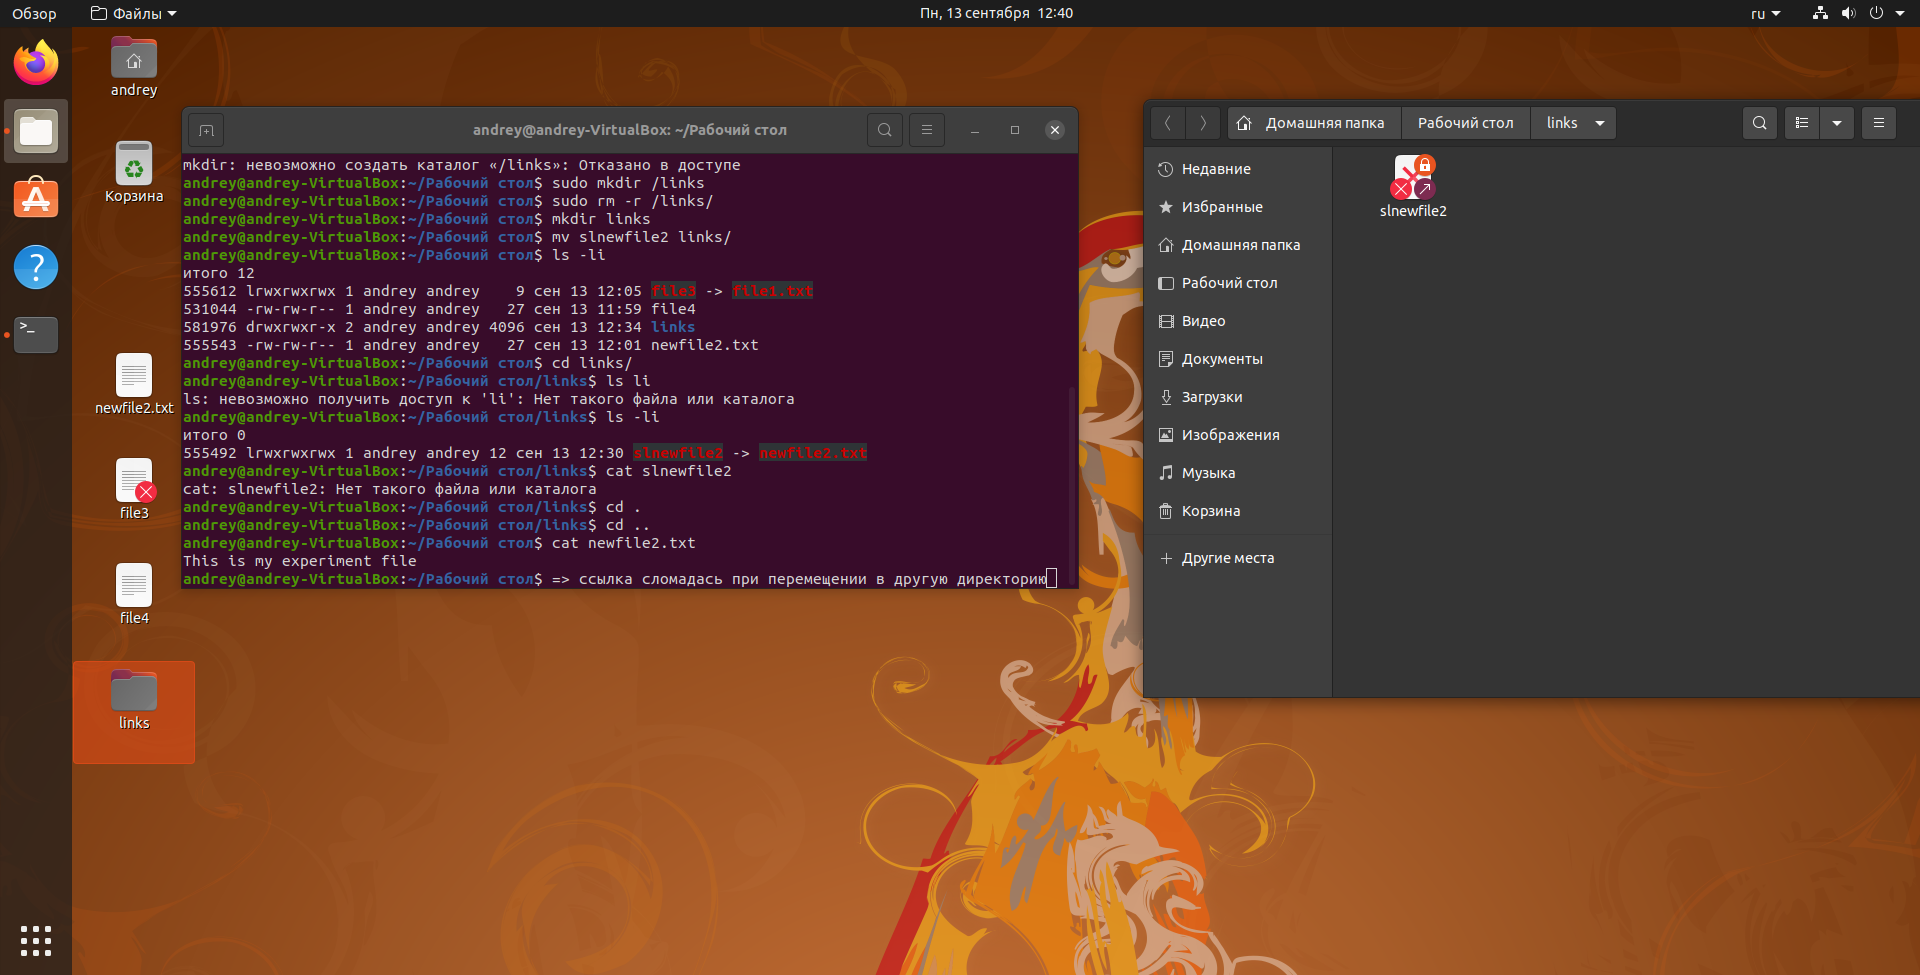 Обзор
Файлы
Пн, 13 сентября 12:40
ru
andrey
Корзина
newfile2.txt
file3
file4
links
andrey@andrey-VirtualBox: ~/Рабочий стол
mkdir: невозможно создать каталог «/links»: Отказано в доступе
andrey@andrey-VirtualBox:~/Рабочий стол$ sudo mkdir /links
andrey@andrey-VirtualBox:~/Рабочий стол$ sudo rm -r /links/
andrey@andrey-VirtualBox:~/Рабочий стол$ mkdir links
andrey@andrey-VirtualBox:~/Рабочий стол$ mv slnewfile2 links/
andrey@andrey-VirtualBox:~/Рабочий стол$ ls -li
итого 12
555612 lrwxrwxrwx 1 andrey andrey    9 сен 13 12:05 file3 -> file1.txt
531044 -rw-rw-r-- 1 andrey andrey   27 сен 13 11:59 file4
581976 drwxrwxr-x 2 andrey andrey 4096 сен 13 12:34 links
555543 -rw-rw-r-- 1 andrey andrey   27 сен 13 12:01 newfile2.txt
andrey@andrey-VirtualBox:~/Рабочий стол$ cd links/
andrey@andrey-VirtualBox:~/Рабочий стол/links$ ls li
ls: невозможно получить доступ к 'li': Нет такого файла или каталога
andrey@andrey-VirtualBox:~/Рабочий стол/links$ ls -li
итого 0
555492 lrwxrwxrwx 1 andrey andrey 12 сен 13 12:30 slnewfile2 -> newfile2.txt
andrey@andrey-VirtualBox:~/Рабочий стол/links$ cat slnewfile2
cat: slnewfile2: Нет такого файла или каталога
andrey@andrey-VirtualBox:~/Рабочий стол/links$ cd .
andrey@andrey-VirtualBox:~/Рабочий стол/links$ cd ..
andrey@andrey-VirtualBox:~/Рабочий стол$ cat newfile2.txt
This is my experiment file
andrey@andrey-VirtualBox:~/Рабочий стол$ => ссылка сломадась при перемещении в другую директорию
Домашняя папка
Рабочий стол
links
Недавние
Избранные
Домашняя папка
Рабочий стол
Видео
Документы
Загрузки
Изображения
Музыка
Корзина
Другие места
slnewfile2